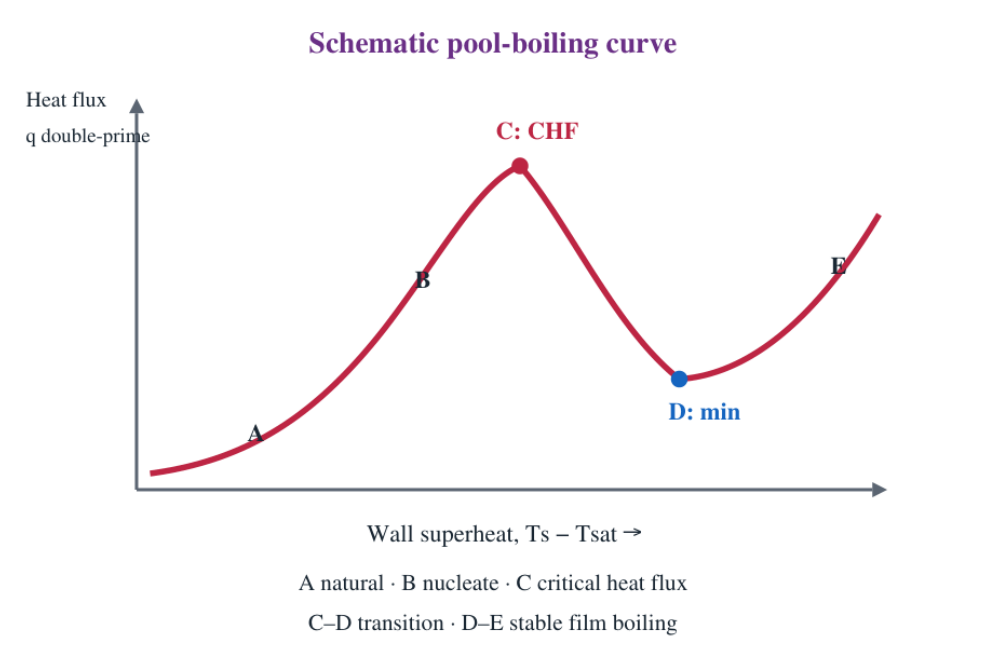 Schematic pool-boiling curve
Heat flux
q double-prime
C: CHF
B
E
D: min
A
Wall superheat, Ts − Tsat →
A natural · B nucleate · C critical heat flux
C–D transition · D–E stable film boiling